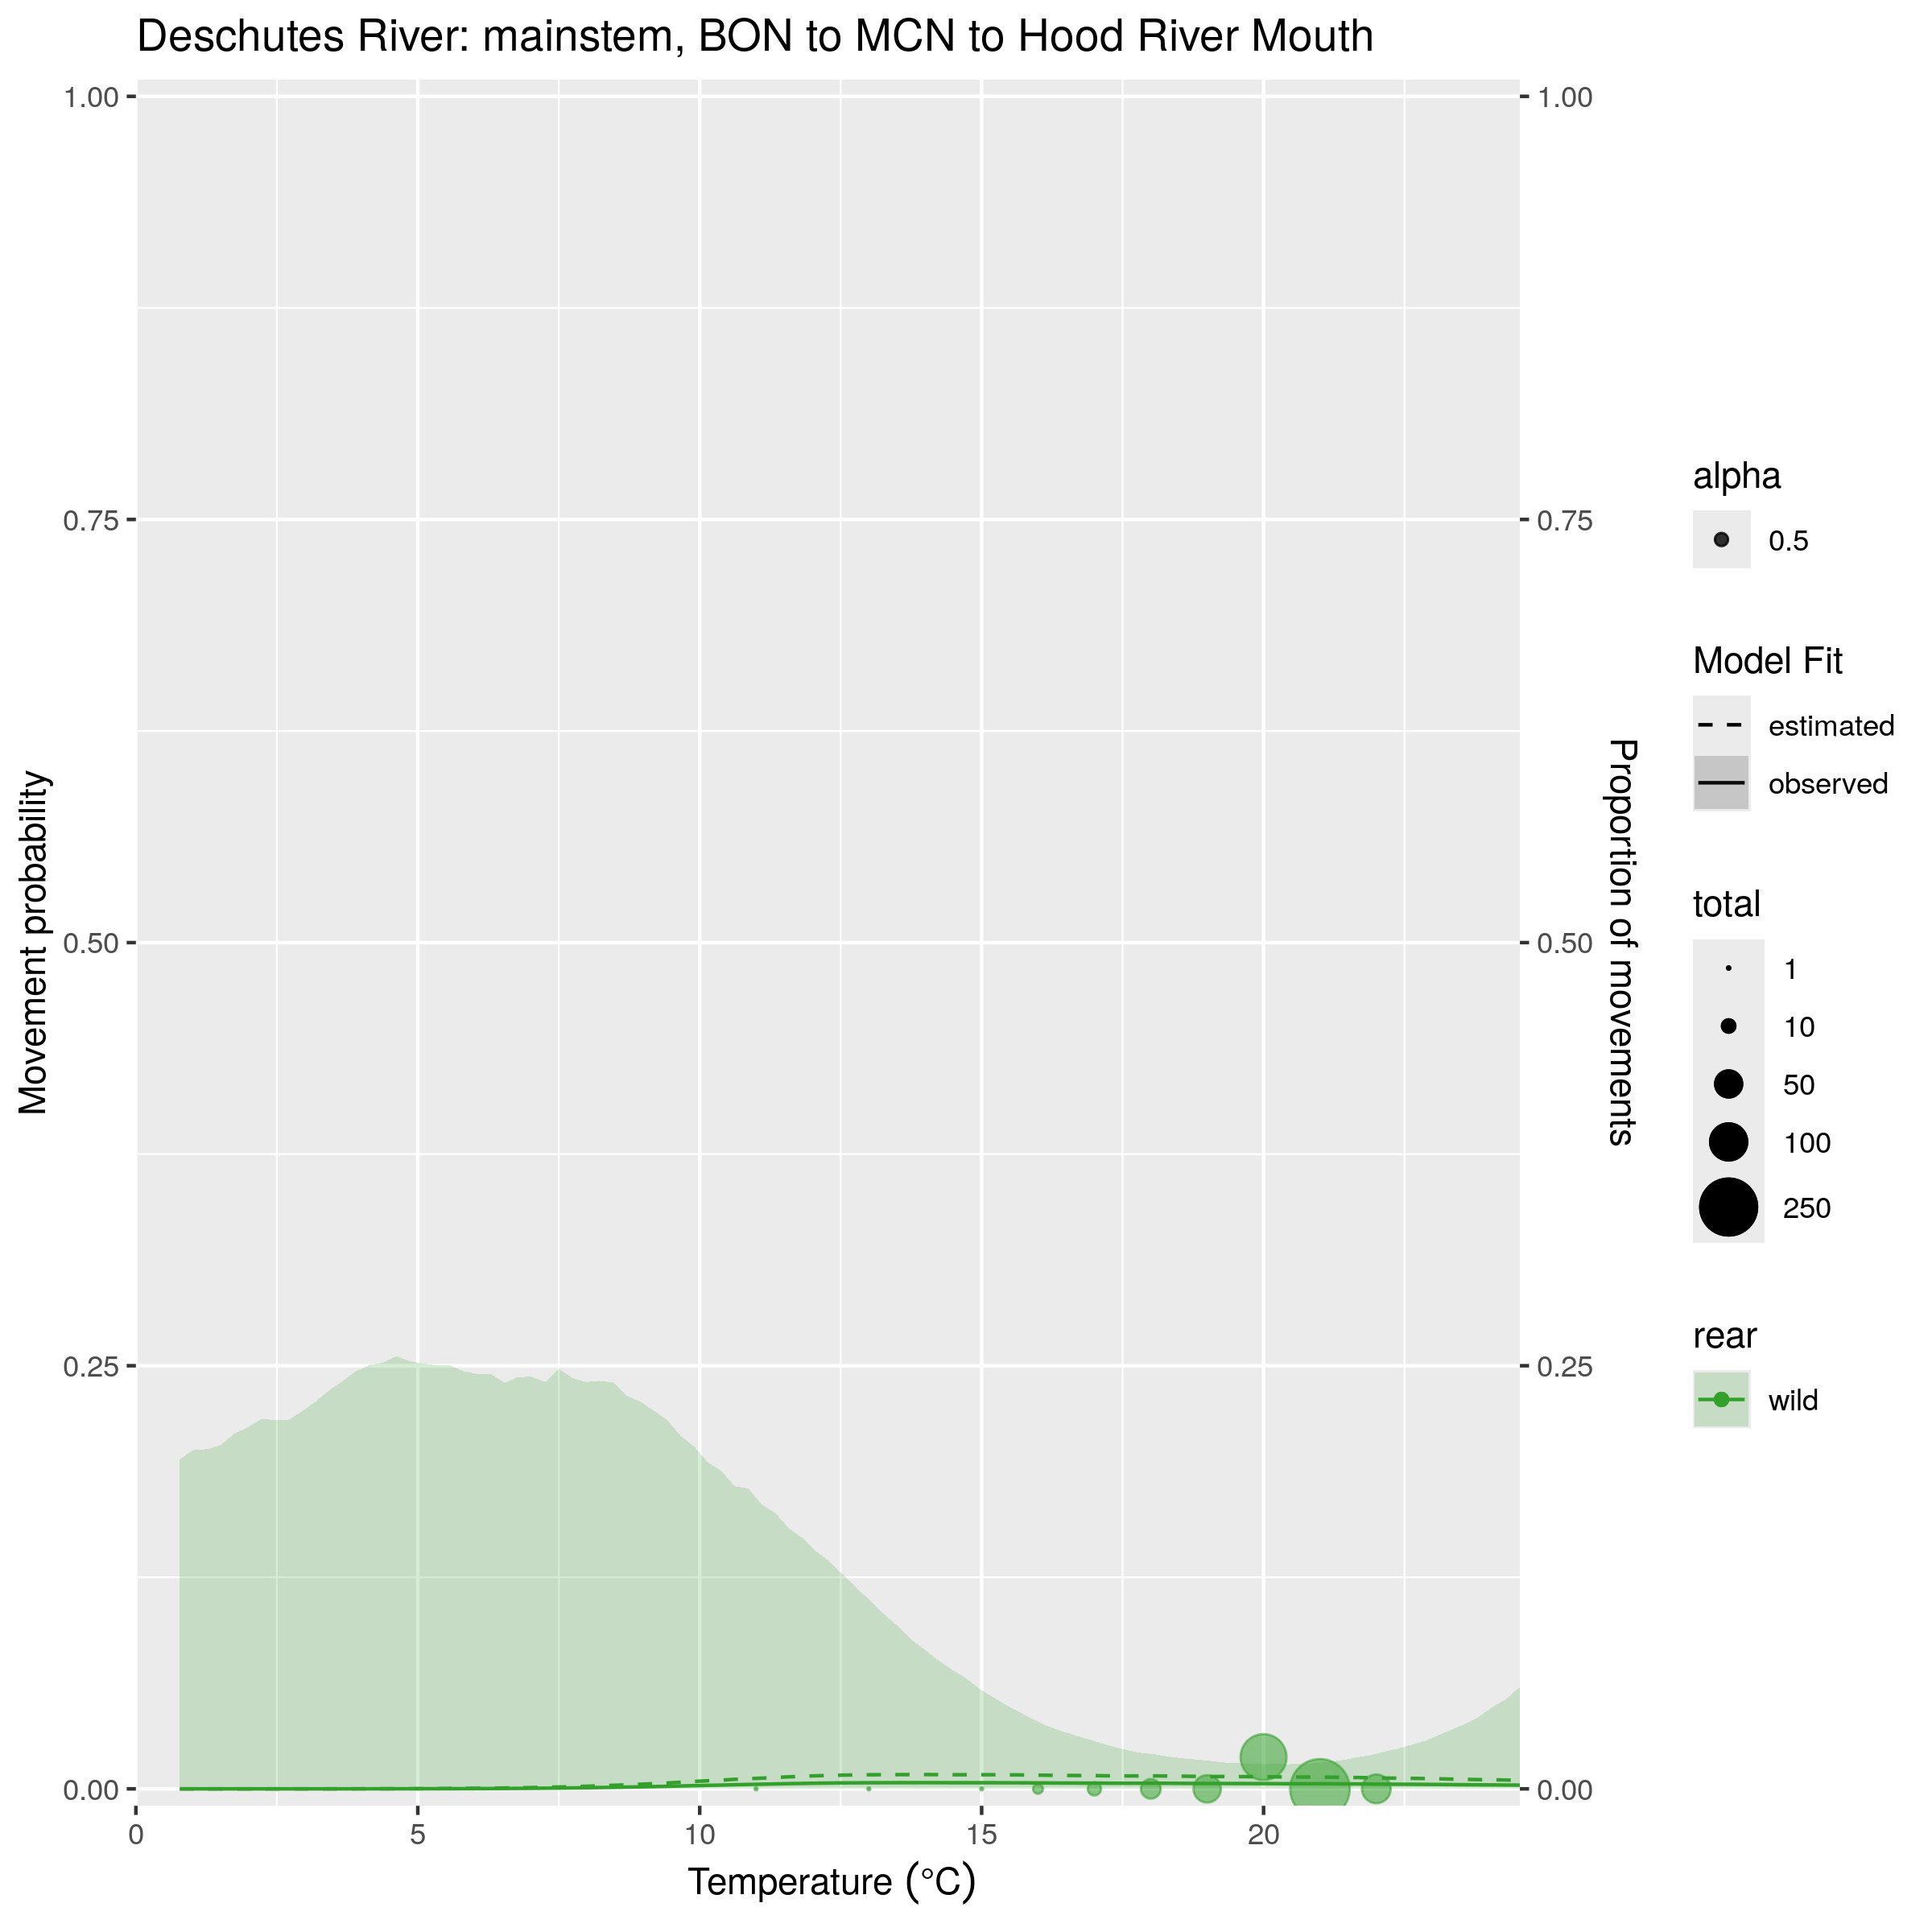 Deschutes River: mainstem, BON to MCN to Hood River Mouth
Movement probability
1.00
0.75
0.50
0.25
0.00
0
5
10
15
20
Temperature (°C)
1.00
0.75
0.50
0.25
0.00
Proportion of movements
alpha
0.5
Model Fit
estimated
observed
total
1
10
50
100
250
rear
wild